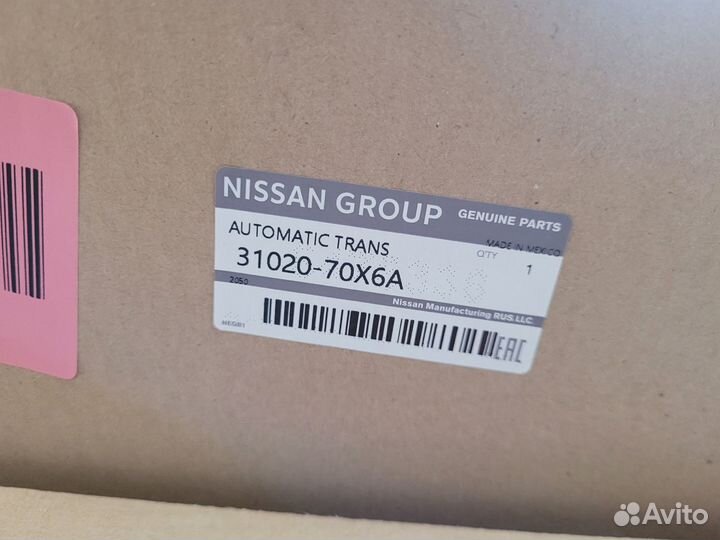 NISSAN GROUP GENUINE PARTS
AUTOMATIC TRANS MADE IN MEXICO
31020-70X6A Q'TY 1
2050
Nissan Manufacturing RUS.LLC.
NEGB1
EAC
Avito